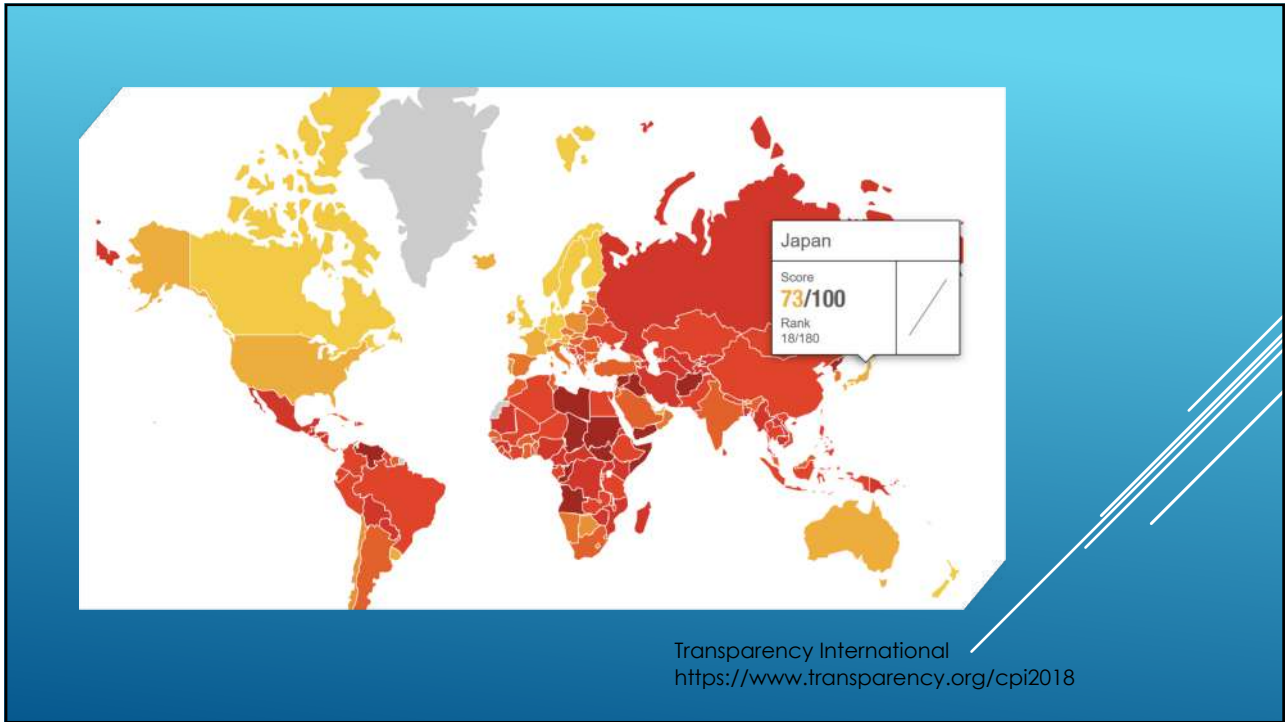 Japan
Score
73/100
Rank
18/180
Transparency International
https://www.transparency.org/cpi2018